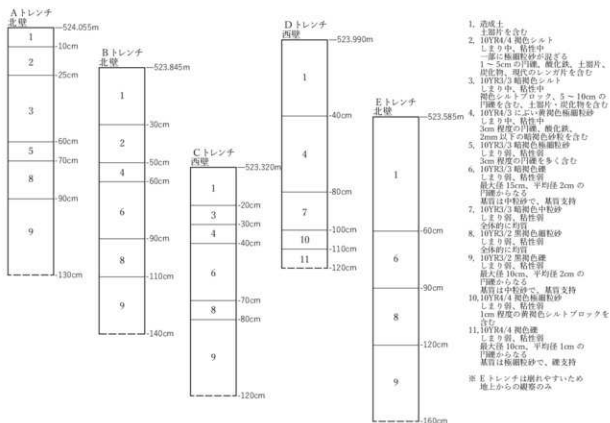 Aトレンチ
北壁
524.055m
1
-10cm
2
-25cm
3
-60cm
5
-70cm
8
-90cm
9
-130cm
Bトレンチ
北壁
523.845m
1
-30cm
2
-50cm
4
-60cm
6
-90cm
8
-110cm
9
-140cm
Cトレンチ
西壁
523.320m
1
-20cm
3
-30cm
4
-40cm
6
-70cm
8
-80cm
9
-120cm
Dトレンチ
西壁
523.990m
1
-40cm
4
-80cm
7
-100cm
10
-110cm
11
-120cm
Eトレンチ
北壁
523.585m
1
-60cm
6
-90cm
8
-120cm
9
-160cm
1, 造成土
土器片を含む
2, 10YR4/4 褐色シルト
しまり中、粘性中
一部に極細粒砂が混ざる
1～5cmの円礫、酸化鉄、土器片、
炭化物、現代のレンガ片を含む
3, 10YR3/3 暗褐色シルト
しまり中、粘性中
褐色シルトブロック、5～10cmの
円礫を含む、土器片・炭化物を含む
4, 10YR4/3 にぶい黄褐色極細粒砂
しまり中、粘性中
3cm 程度の円礫、酸化鉄、
2mm 以下の暗褐色砂粒を含む
5, 10YR3/3 暗褐色極細粒砂
しまり弱、粘性弱
3cm 程度の円礫を多く含む
6, 10YR3/3 暗褐色礫
しまり弱、粘性弱
最大径 15cm、平均径 2cm の
円礫からなる
基質は中粒砂で、基質支持
7, 10YR3/3 暗褐色中粒砂
しまり弱、粘性弱
全体的に均質
8, 10YR3/2 黒褐色細粒砂
しまり弱、粘性弱
全体的に均質
9, 10YR3/2 黒褐色礫
しまり弱、粘性弱
最大径 10cm、平均径 2cm の
円礫からなる
基質は中粒砂で、基質支持
10, 10YR4/4 褐色極細粒砂
しまり弱、粘性弱
1cm 程度の黄褐色シルトブロックを
含む
11, 10YR4/4 褐色礫
しまり弱、粘性弱
最大径 10cm、平均径 1cm の
円礫からなる
基質は極細粒砂で、礫支持
※ Eトレンチは崩れやすいため
地上からの観察のみ